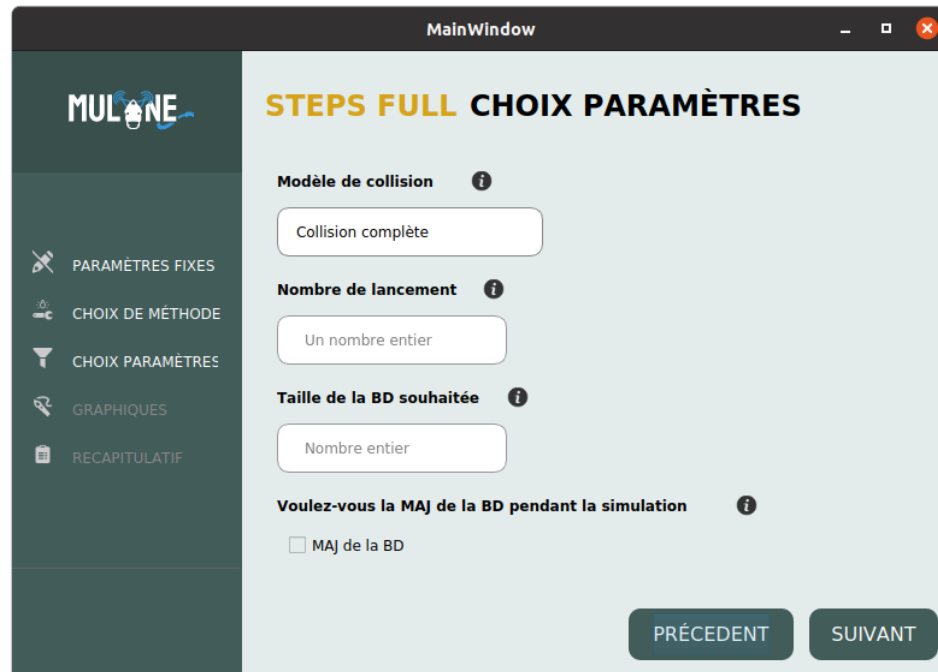 MainWindow
MULONE
STEPS FULL CHOIX PARAMÈTRES
PARAMÈTRES FIXES
CHOIX DE MÉTHODE
CHOIX PARAMÈTRES
GRAPHIQUES
RECAPITULATIF
Modèle de collision
Collision complète
Nombre de lancement
Un nombre entier
Taille de la BD souhaitée
Nombre entier
Voulez-vous la MAJ de la BD pendant la simulation
MAJ de la BD
PRÉCEDENT
SUIVANT